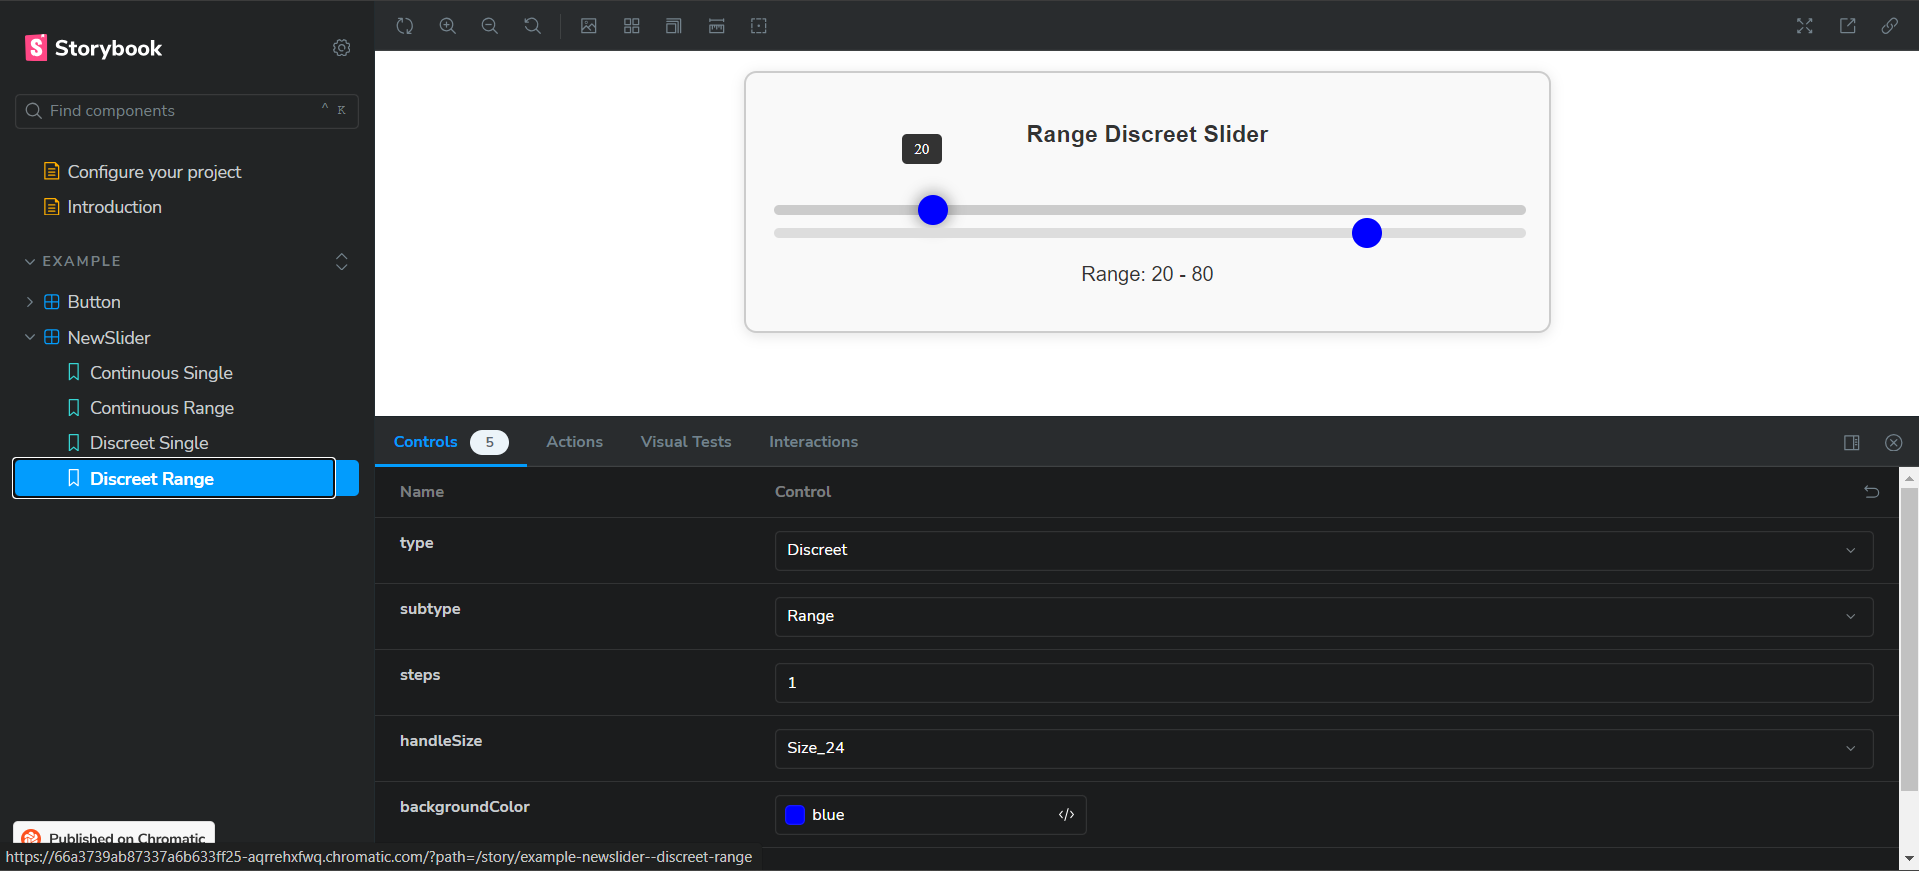 Storybook
Find components
^ K
Configure your project
Introduction
EXAMPLE
Button
NewSlider
Continuous Single
Continuous Range
Discreet Single
Discreet Range
Published on Chromatic
https://66a3739ab87337a6b633ff25-aqrrehxfwq.chromatic.com/?path=/story/example-newslider--discreet-range
Range Discreet Slider
20
Range: 20 - 80
Controls 5 Actions Visual Tests Interactions
Name Control
type Discreet
subtype Range
steps 1
handleSize Size_24
backgroundColor blue